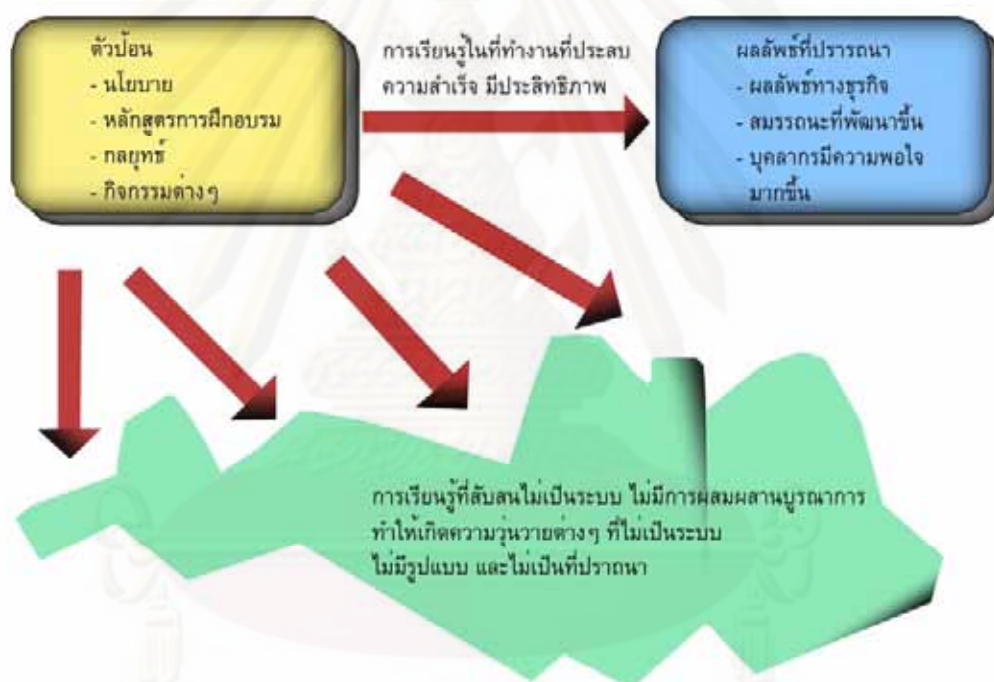 ตัวป้อน
- นโยบาย
- หลักสูตรการฝึกอบรม
- กลยุทธ์
- กิจกรรมต่างๆ
การเรียนรู้ในที่ทำงานที่ประสบ
ความสำเร็จ มีประสิทธิภาพ
ผลลัพธ์ที่ปรารถนา
- ผลลัพธ์ทางธุรกิจ
- สมรรถนะที่พัฒนาขึ้น
- บุคลากรมีความพอใจ
มากขึ้น
การเรียนรู้ที่สับสนไม่เป็นระบบ ไม่มีการผสมผสานบูรณาการ
ทำให้เกิดความวุ่นวายต่างๆ ที่ไม่เป็นระบบ
ไม่มีรูปแบบ และไม่เป็นที่ปราถนา